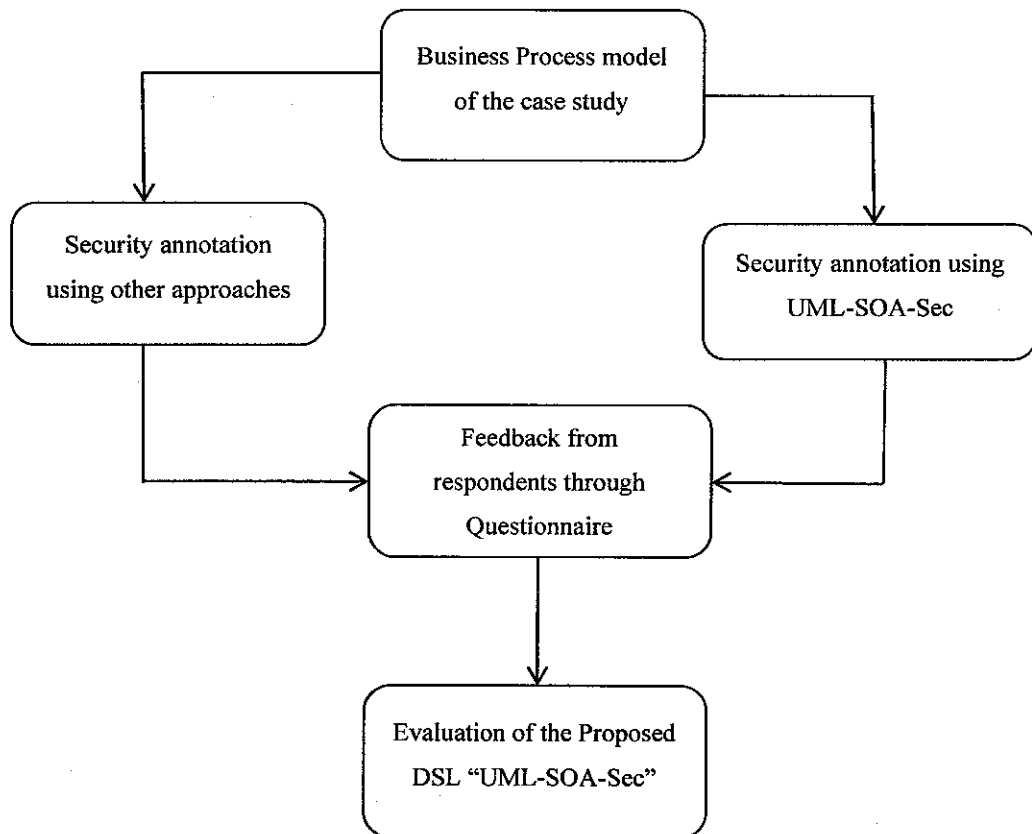 Business Process model
of the case study
Security annotation
using other approaches
Security annotation using
UML-SOA-Sec
Feedback from
respondents through
Questionnaire
Evaluation of the Proposed
DSL “UML-SOA-Sec”